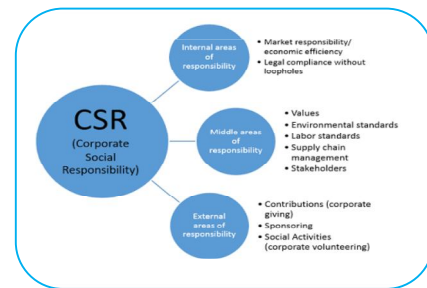 Internal areas
of
responsibility
• Market responsibility/
economic efficiency
• Legal compliance without
loopholes
CSR
(Corporate
Social
Responsibility)
Middle areas
of
responsibility
• Values
• Environmental standards
• Labor standards
• Supply chain
management
• Stakeholders
External
areas of
responsibility
• Contributions (corporate
giving)
• Sponsoring
• Social Activities
(corporate volunteering)